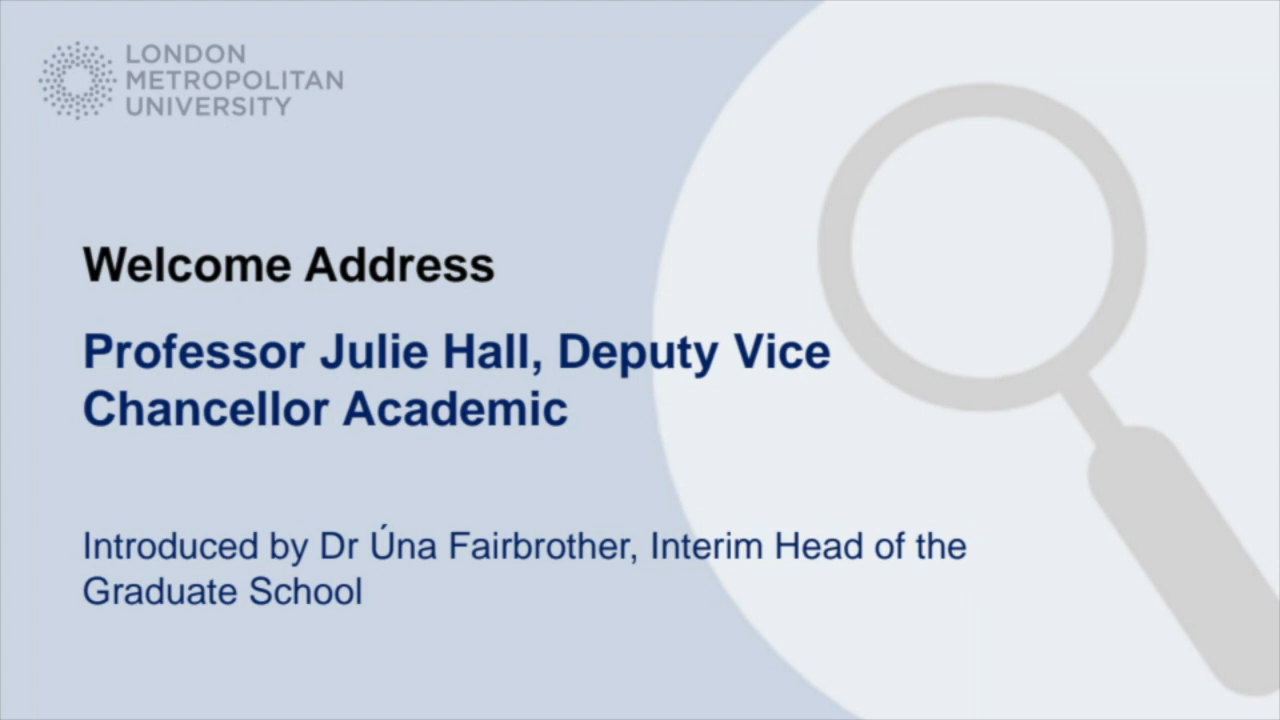 LONDON
METROPOLITAN
UNIVERSITY
Welcome Address
Professor Julie Hall, Deputy Vice
Chancellor Academic
Introduced by Dr Úna Fairbrother, Interim Head of the
Graduate School